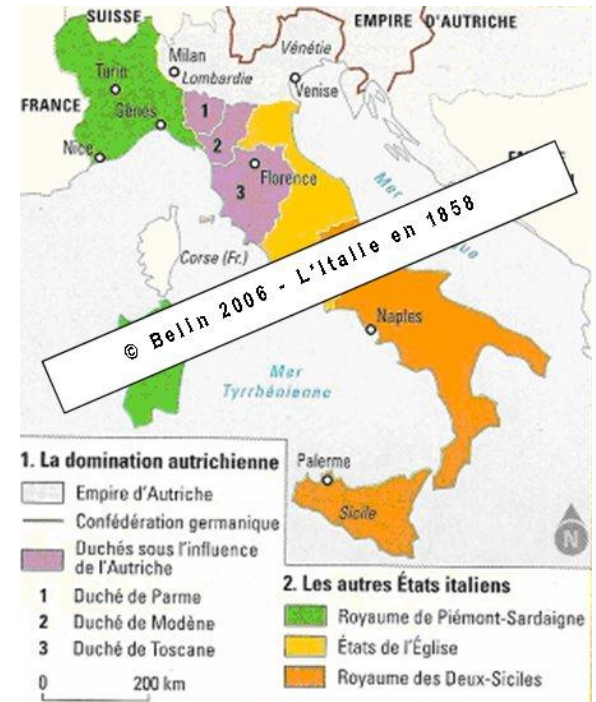 SUISSE
EMPIRE D'AUTRICHE
Milan
Vénétie
Lombardie
Turin
Venise
FRANCE
Gênes
1
2
Nice
Florence
3
Mer
Corse (Fr.)
© Belin 2006 - L'Italie en 1858
Naples
Mer
Tyrrhénienne
1. La domination autrichienne
Empire d'Autriche
Confédération germanique
Duchés sous l'influence
de l'Autriche
1 Duché de Parme
2 Duché de Modène
3 Duché de Toscane
0 200 km
Palerme
Sicile
N
2. Les autres États italiens
Royaume de Piémont-Sardaigne
États de l'Église
Royaume des Deux-Siciles